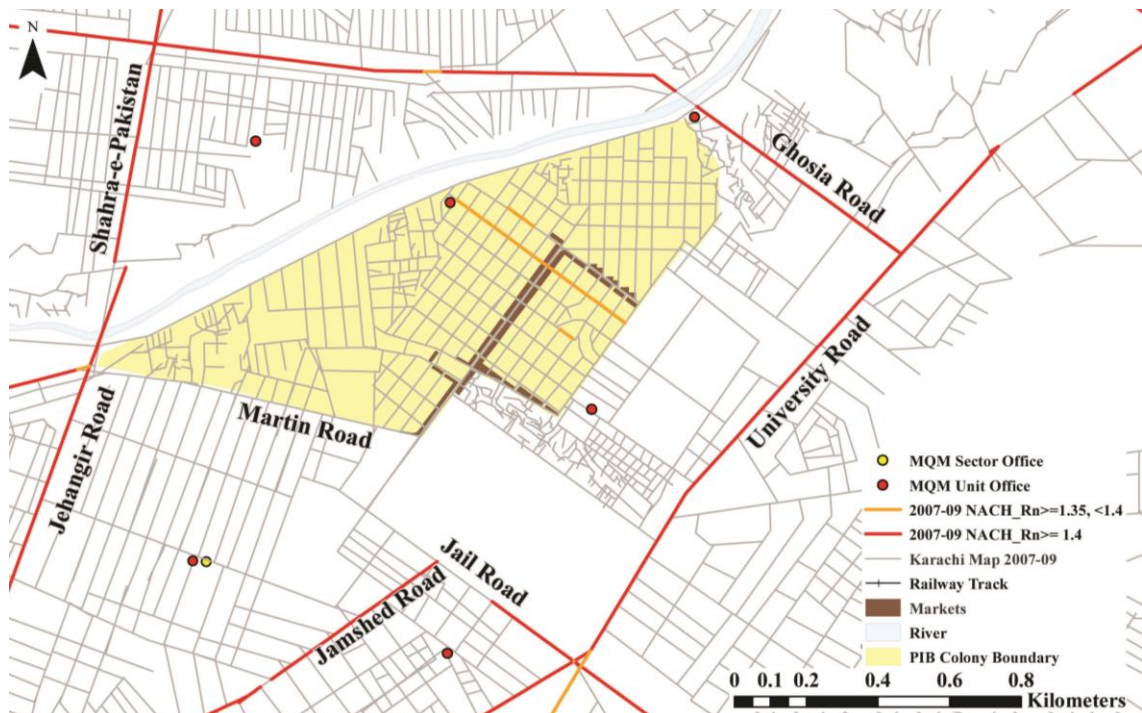 N
Shahra-e-Pakistan
Ghosia Road
University Road
Martin Road
Jehangir Road
Jail Road
Jamshed Road
MQM Sector Office
MQM Unit Office
2007-09 NACH_Rn>=1.35, <1.4
2007-09 NACH_Rn>= 1.4
Karachi Map 2007-09
Railway Track
Markets
River
PIB Colony Boundary
0 0.1 0.2 0.4 0.6 0.8
Kilometers